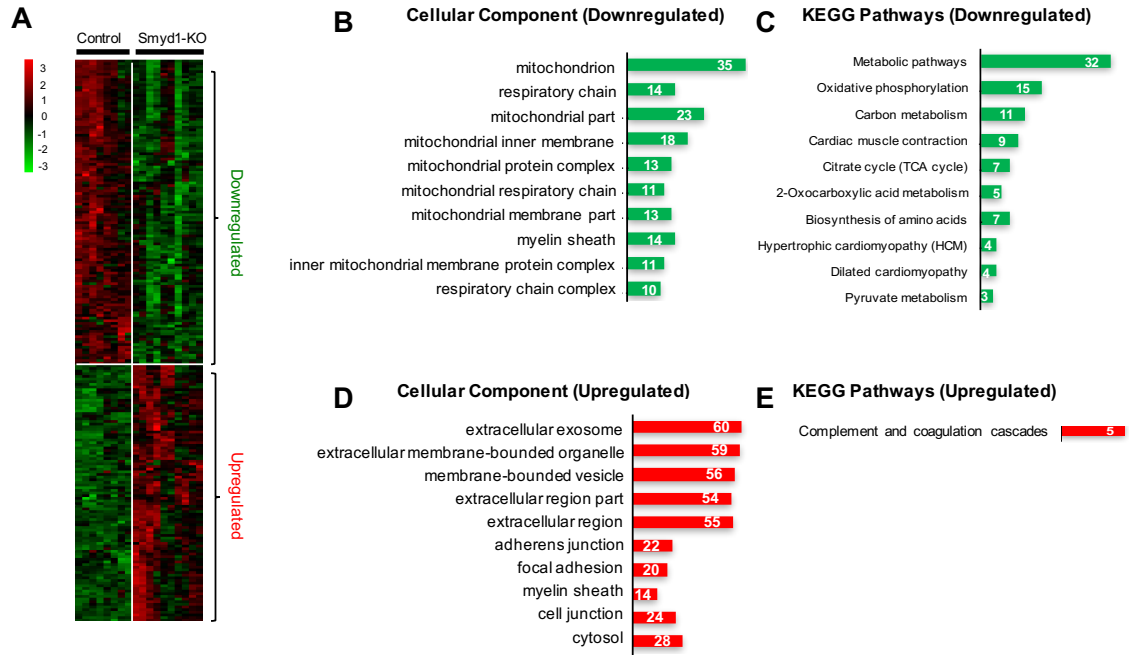 A
Control Smyd1-KO
3
2
1
0
-1
-2
-3
Downregulated
Upregulated
B
Cellular Component (Downregulated)
mitochondrion 35
respiratory chain 14
mitochondrial part 23
mitochondrial inner membrane 18
mitochondrial protein complex 13
mitochondrial respiratory chain 11
mitochondrial membrane part 13
myelin sheath 14
inner mitochondrial membrane protein complex 11
respiratory chain complex 10
C
KEGG Pathways (Downregulated)
Metabolic pathways 32
Oxidative phosphorylation 15
Carbon metabolism 11
Cardiac muscle contraction 9
Citrate cycle (TCA cycle) 7
2-Oxocarboxylic acid metabolism 5
Biosynthesis of amino acids 7
Hypertrophic cardiomyopathy (HCM) 4
Dilated cardiomyopathy 4
Pyruvate metabolism 3
D
Cellular Component (Upregulated)
extracellular exosome 60
extracellular membrane-bounded organelle 59
membrane-bounded vesicle 56
extracellular region part 54
extracellular region 55
adherens junction 22
focal adhesion 20
myelin sheath 14
cell junction 24
cytosol 28
E
KEGG Pathways (Upregulated)
Complement and coagulation cascades 5